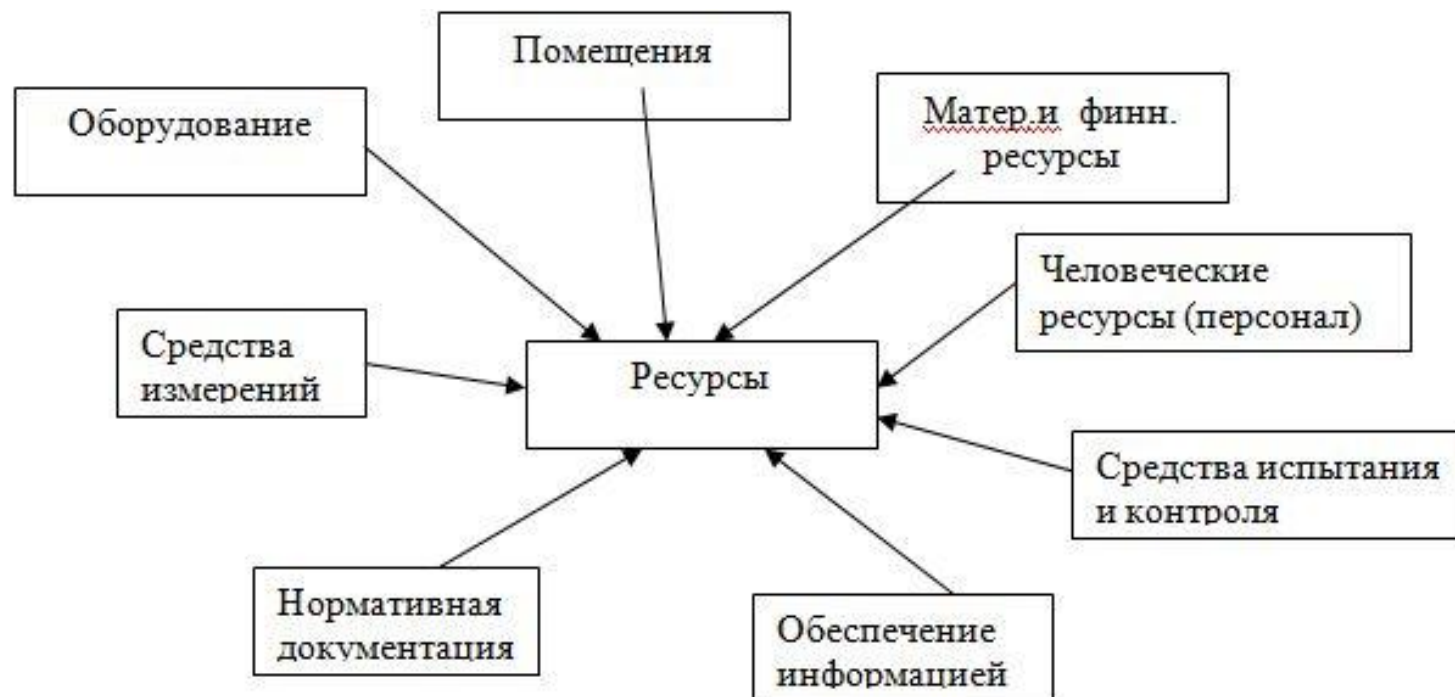 Помещения
Оборудование
Матер.и финн.
ресурсы
Человеческие
ресурсы (персонал)
Средства
измерений
Ресурсы
Средства испытания
и контроля
Нормативная
документация
Обеспечение
информацией